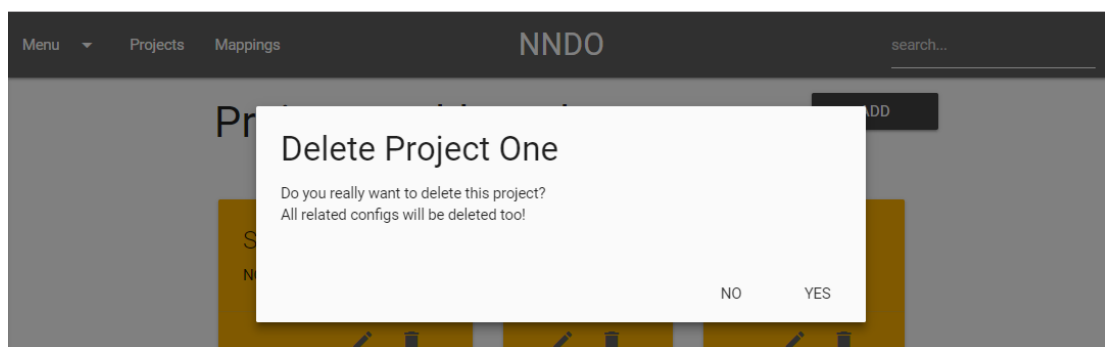 Menu Projects Mappings NNDO search...
Pr ADD
Delete Project One
Do you really want to delete this project?
All related configs will be deleted too!
S
NO YES